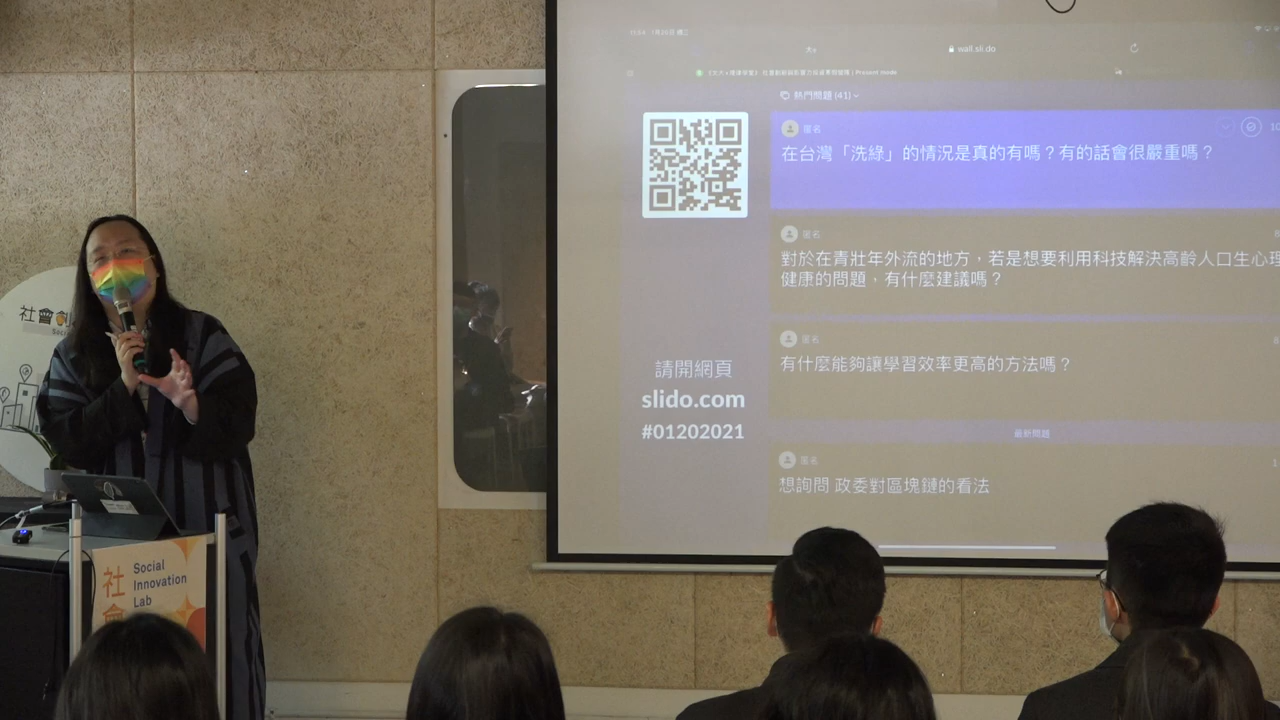 wall.sli.do
Present mode
熱門問題 (41)
匿名
在台灣「洗綠」的情況是真的有嗎？有的話會很嚴重嗎？
匿名
對於在青壯年外流的地方，若是想要利用科技解決高齡人口生心理
健康的問題，有什麼建議嗎？
匿名
有什麼能夠讓學習效率更高的方法嗎？
最新問題
匿名
想詢問 政委對區塊鏈的看法
請開網頁
slido.com
#01202021
社會創
社會
Social
Innovation
Lab